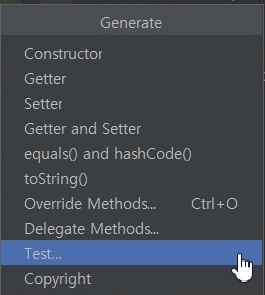 Generate
Constructor
Getter
Setter
Getter and Setter
equals() and hashCode()
toString()
Override Methods... Ctrl+O
Delegate Methods...
Test...
Copyright